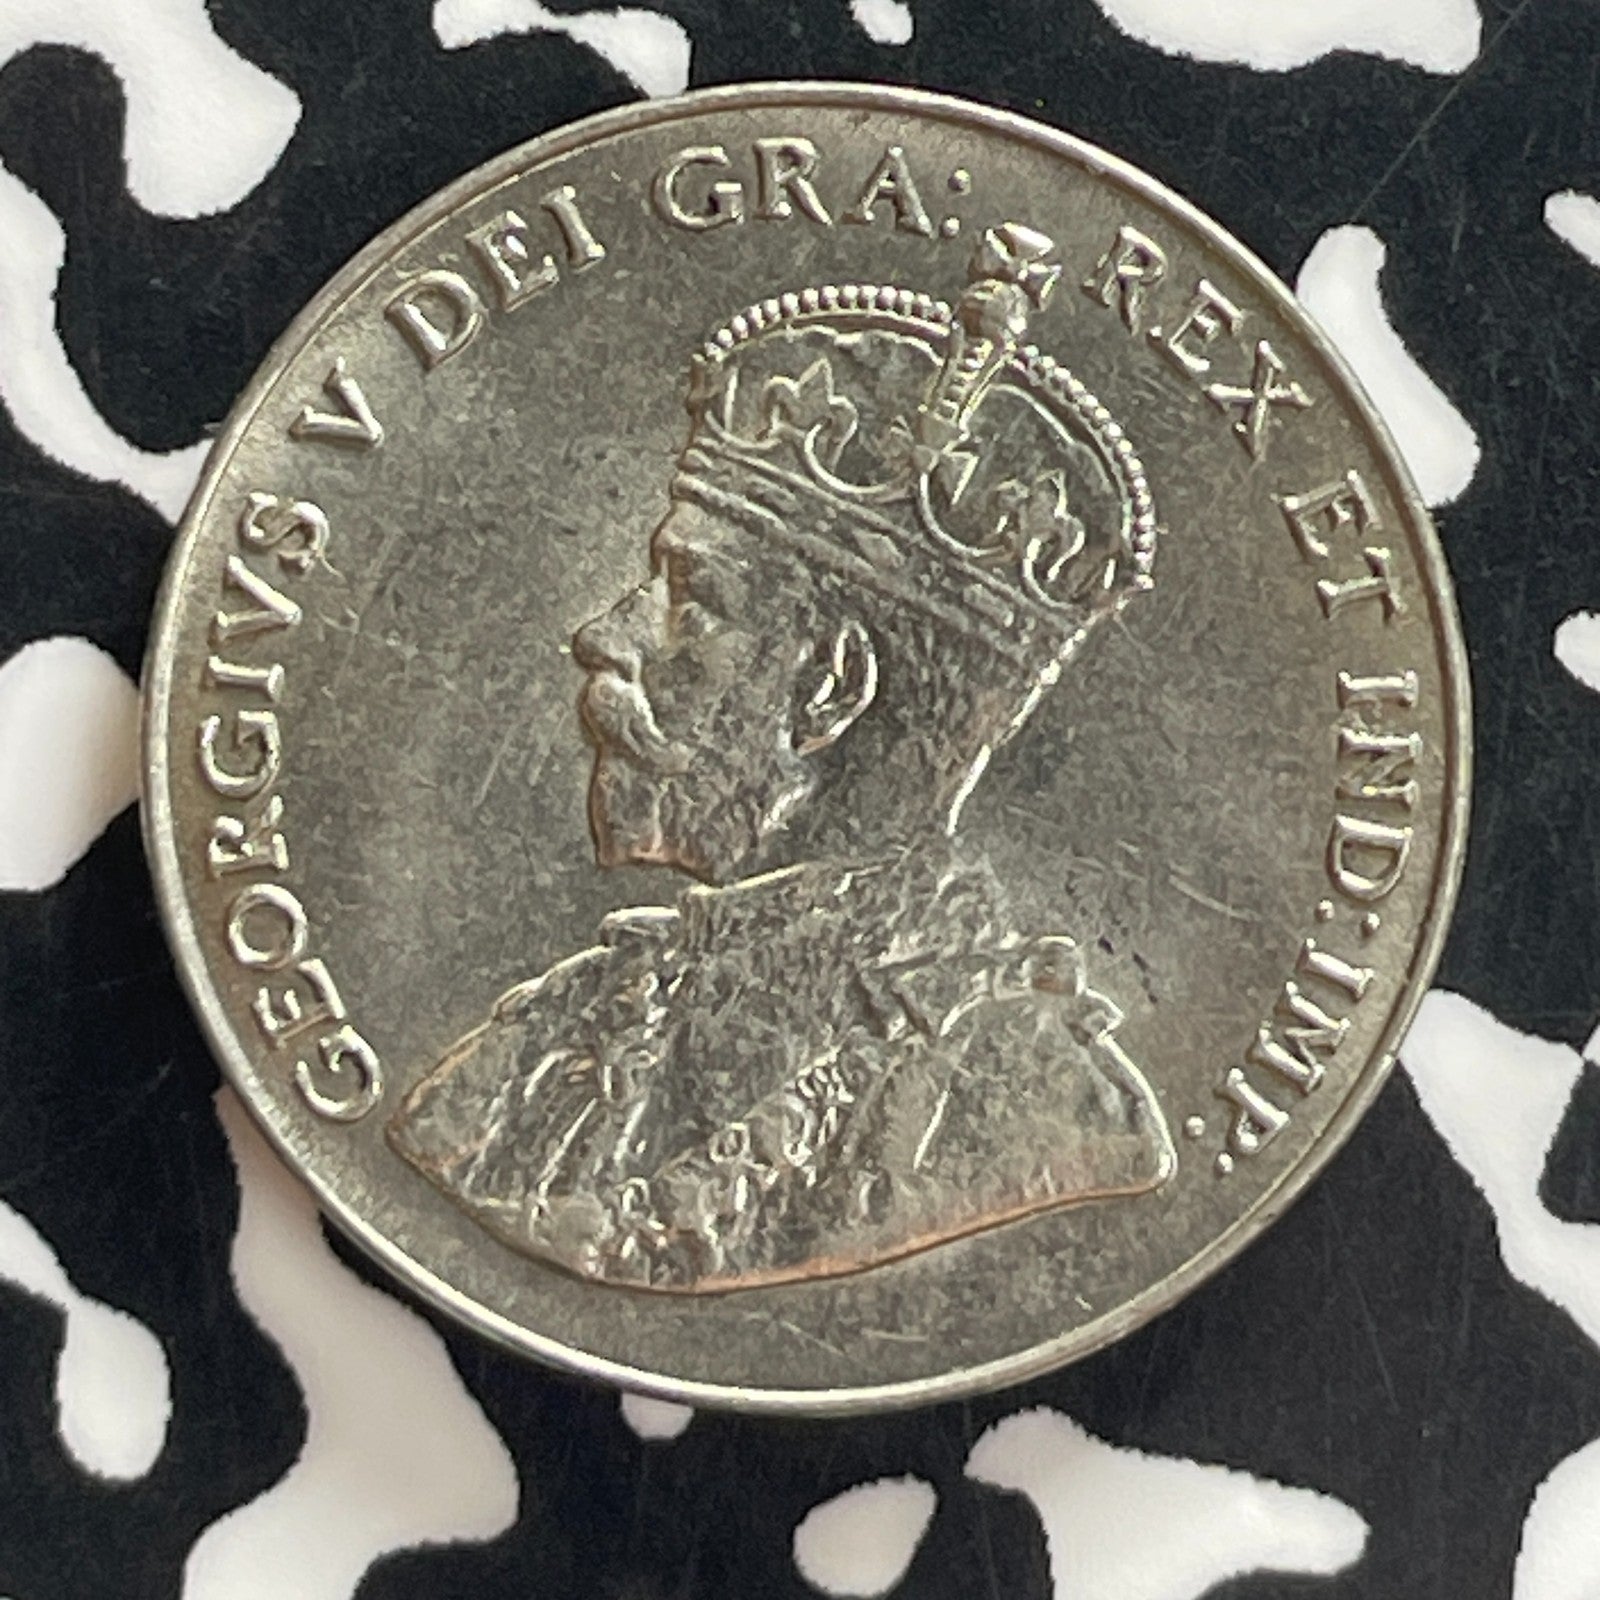 GEORGIVS V DEI GRA: REX ET IND: IMP: